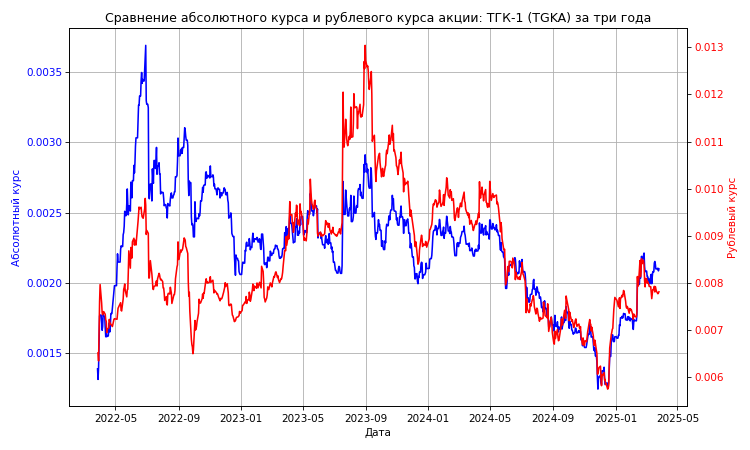 Сравнение абсолютного курса и рублевого курса акции: ТГК-1 (TGKA) за три года
0.0035
0.0030
0.0025
0.0020
0.0015
Абсолютный курс
0.013
0.012
0.011
0.010
0.009
0.008
0.007
0.006
Рублевый курс
2022-05 2022-09 2023-01 2023-05 2023-09 2024-01 2024-05 2024-09 2025-01 2025-05
Дата